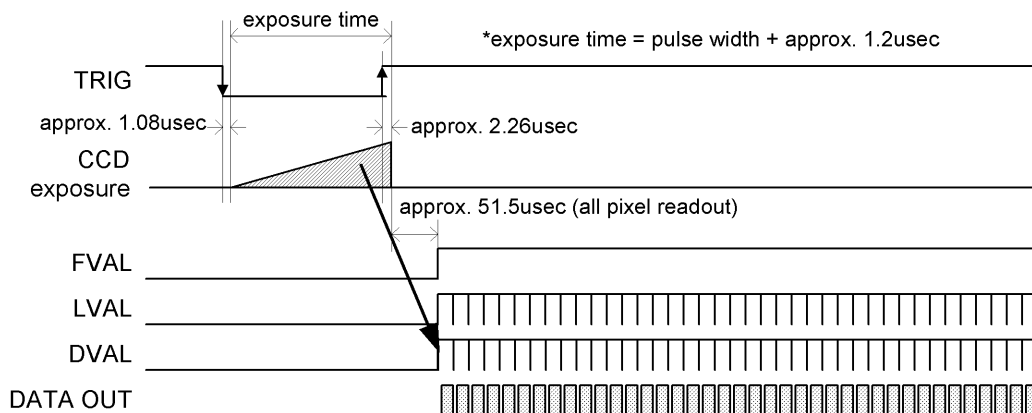 exposure time
*exposure time = pulse width + approx. 1.2usec
TRIG
approx. 1.08usec
approx. 2.26usec
CCD
exposure
approx. 51.5usec (all pixel readout)
FVAL
LVAL
DVAL
DATA OUT